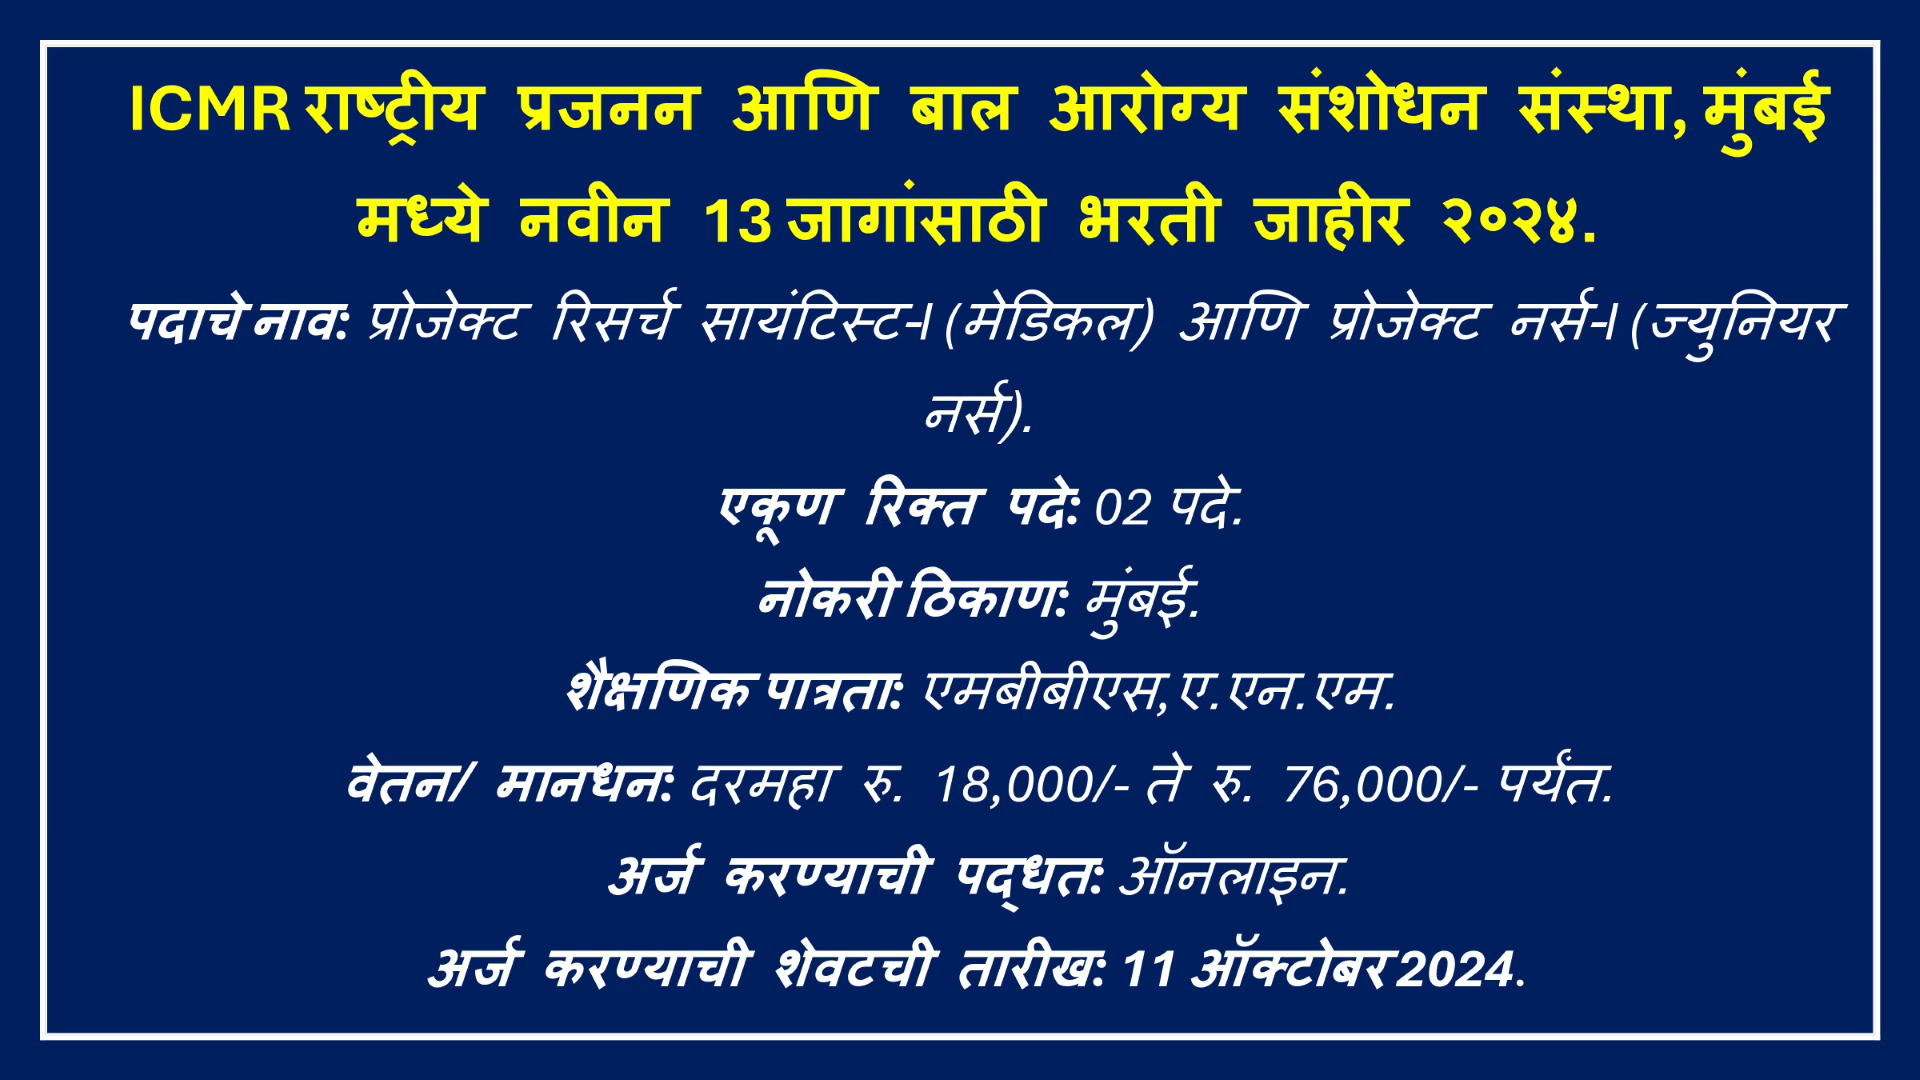 ICMR राष्ट्रीय प्रजनन आणि बाल आरोग्य संशोधन संस्था, मुंबई
मध्ये नवीन 13 जागांसाठी भरती जाहीर २०२४.
पदाचे नाव: प्रोजेक्ट रिसर्च सायंटिस्ट-I (मेडिकल) आणि प्रोजेक्ट नर्स-I (ज्युनियर
नर्स).
एकूण रिक्त पदे: 02 पदे.
नोकरी ठिकाण: मुंबई.
शैक्षणिक पात्रता: एमबीबीएस,ए.एन.एम.
वेतन/ मानधन: दरमहा रु. 18,000/- ते रु. 76,000/- पर्यंत.
अर्ज करण्याची पद्धत: ऑनलाइन.
अर्ज करण्याची शेवटची तारीख: 11 ऑक्टोबर 2024.